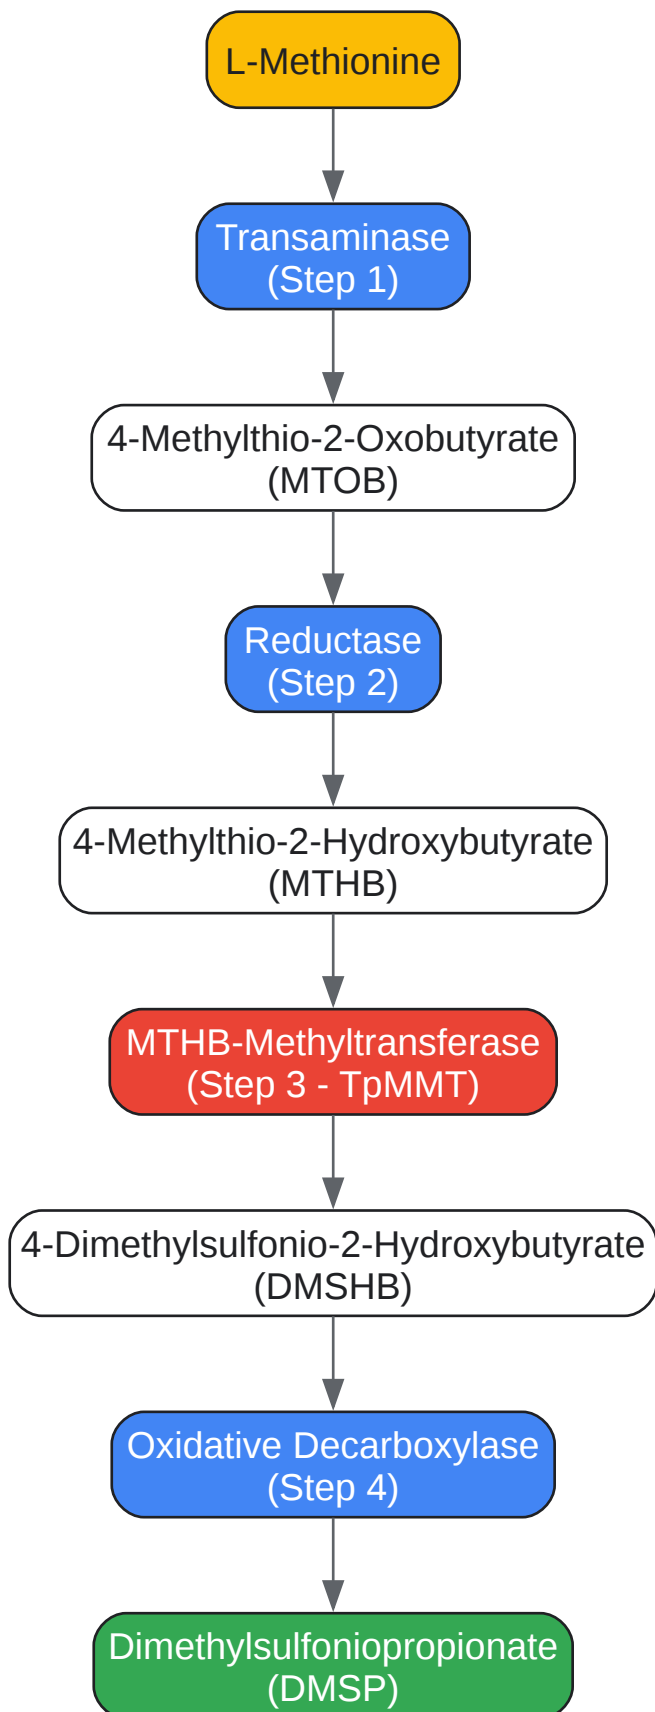 L-Methionine
Transaminase
(Step 1)
4-Methylthio-2-Oxobutyrate
(MTOB)
Reductase
(Step 2)
4-Methylthio-2-Hydroxybutyrate
(MTHB)
MTHB-Methyltransferase
(Step 3 - TpMMT)
4-Dimethylsulfonio-2-Hydroxybutyrate
(DMSHB)
Oxidative Decarboxylase
(Step 4)
Dimethylsulfoniopropionate
(DMSP)